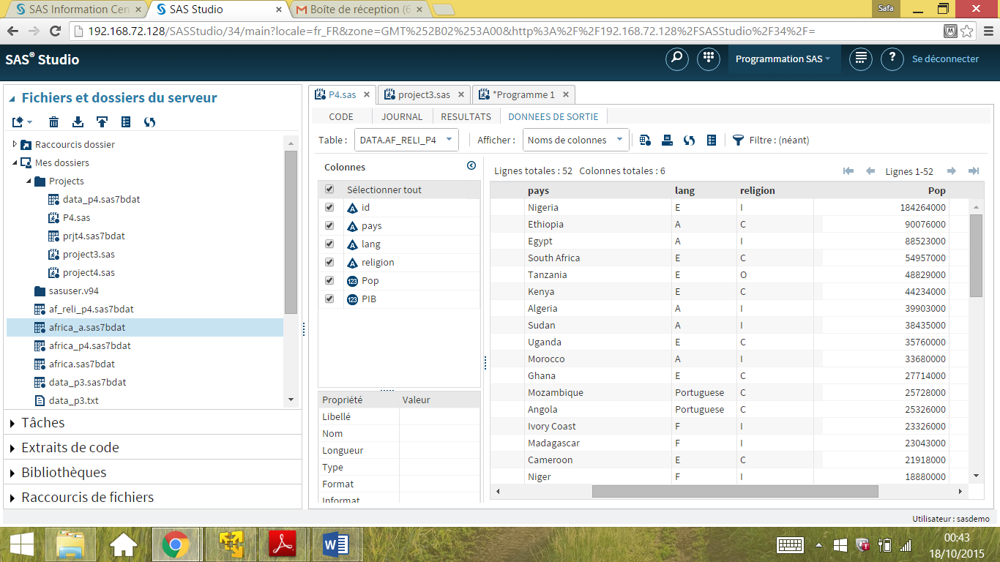 SAS Information Cen
SAS Studio
Boîte de réception (6
Safa
192.168.72.128/SASStudio/34/main?locale=fr_FR&zone=GMT%252B02%253A00&http%3A%2F%2F192.168.72.128%2FSASStudio%2F34%2F=
SAS® Studio
Programmation SAS
?
Se déconnecter
Fichiers et dossiers du serveur
Raccourcis dossier
Mes dossiers
Projects
data_p4.sas7bdat
P4.sas
prjt4.sas7bdat
project3.sas
project4.sas
sasuser.v94
af_reli_p4.sas7bdat
africa_a.sas7bdat
africa_p4.sas7bdat
africa.sas7bdat
data_p3.sas7bdat
data_p3.txt
Tâches
Extraits de code
Bibliothèques
Raccourcis de fichiers
P4.sas
project3.sas
*Programme 1
CODE JOURNAL RESULTATS DONNEES DE SORTIE
Table : DATA.AF_RELI_P4 Afficher : Noms de colonnes Filtre : (néant)
Colonnes
Sélectionner tout
id
pays
lang
religion
123 Pop
123 PIB
Propriété Valeur
Libellé
Nom
Longueur
Type
Format
Informat
Lignes totales : 52 Colonnes totales : 6 Lignes 1-52
pays lang religion Pop
Nigeria E I 184264000
Ethiopia A C 90076000
Egypt A I 88523000
South Africa E C 54957000
Tanzania E O 48829000
Kenya E C 44234000
Algeria A I 39903000
Sudan A I 38435000
Uganda E C 35760000
Morocco A I 33680000
Ghana E C 27714000
Mozambique Portuguese C 25728000
Angola Portuguese C 25326000
Ivory Coast F I 23326000
Madagascar F I 23043000
Cameroon E C 21918000
Niger F I 18880000
Utilisateur : sasdemo
00:43
18/10/2015